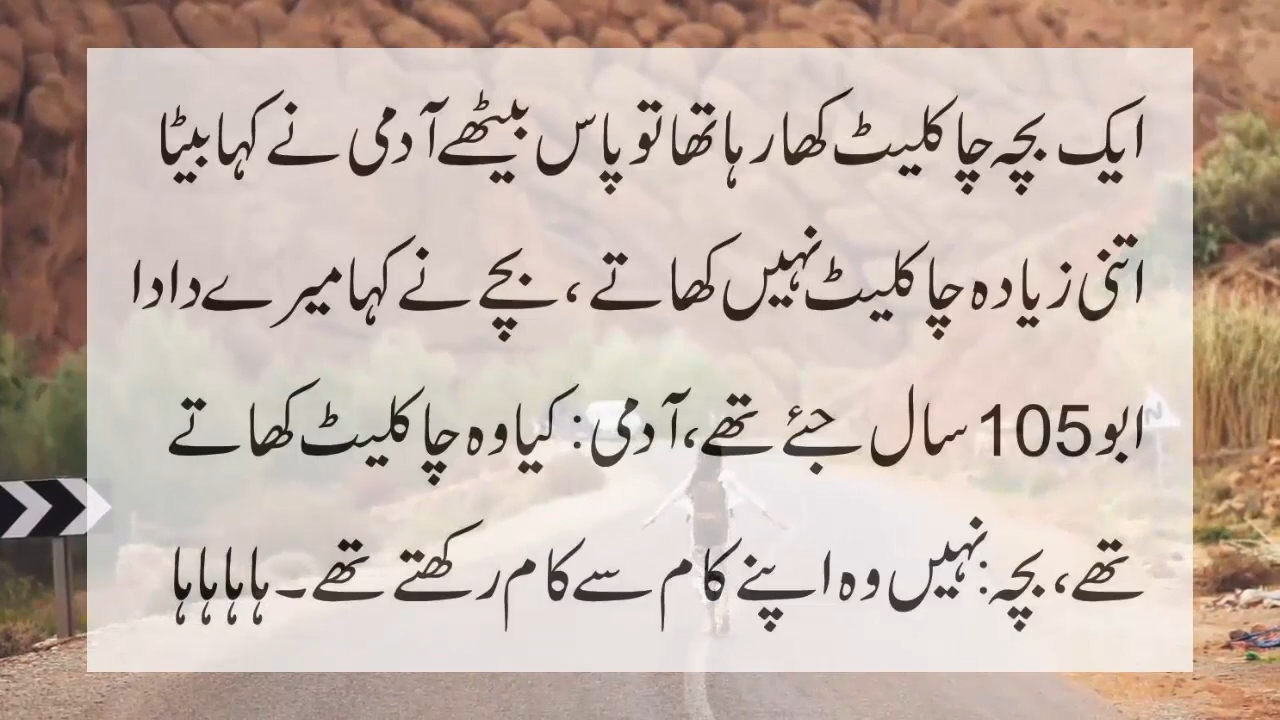 ایک بچہ چاکلیٹ کھا رہا تھا تو پاس بیٹھے آدمی نے کہا بیٹا
اتنی زیادہ چاکلیٹ نہیں کھاتے ، بچے نے کہا میرے دادا
ابو 105 سال جئے تھے، آدمی : کیا وہ چاکلیٹ کھاتے
تھے ، بچہ : نہیں وہ اپنے کام سے کام رکھتے تھے۔ ہاہاہاہا